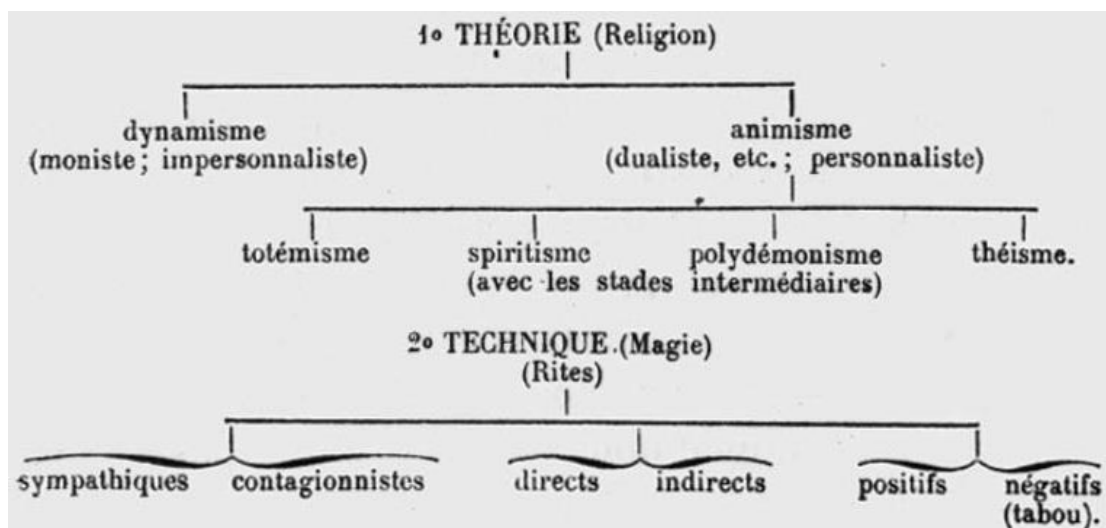 1o THÉORIE (Religion)
dynamisme animisme
(moniste ; impersonnaliste) (dualiste, etc. ; personnaliste)
totémisme spiritisme polydémonisme théisme.
(avec les stades intermédiaires)
2o TECHNIQUE (Magie)
(Rites)
sympathiques contagionnistes directs indirects positifs négatifs
(tabou).